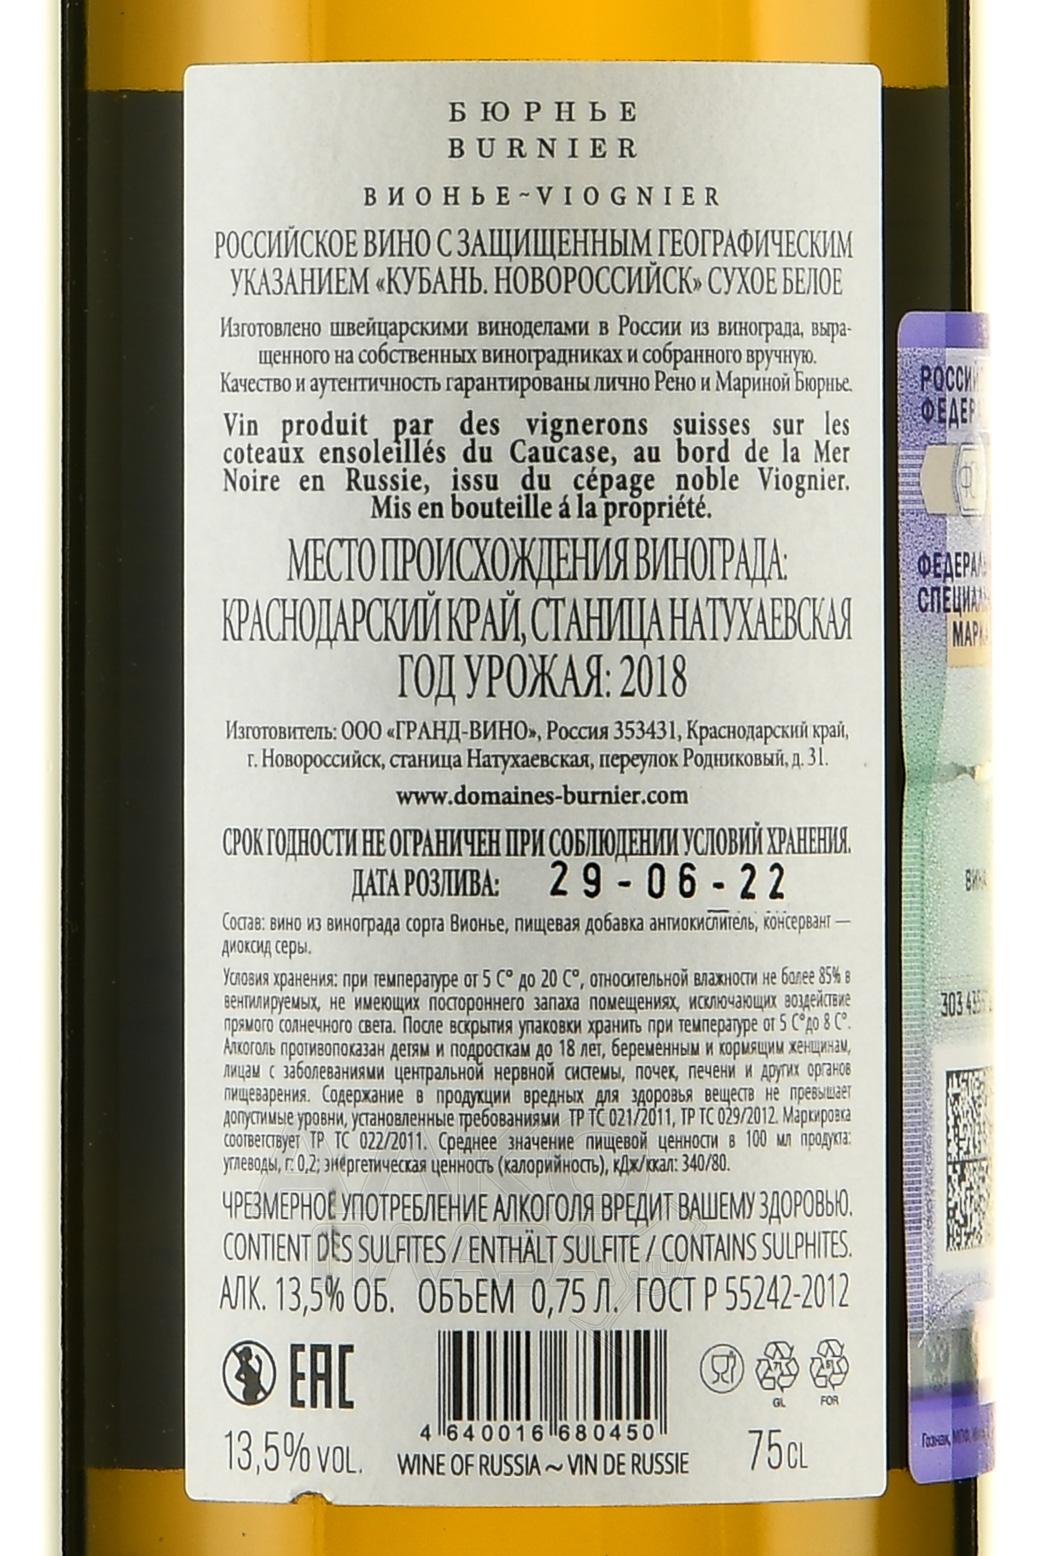 БЮРНЬЕ
BURNIER
ВИОНЬЕ~VIOGNIER
РОССИЙСКОЕ ВИНО С ЗАЩИЩЕННЫМ ГЕОГРАФИЧЕСКИМ
УКАЗАНИЕМ «КУБАНЬ. НОВОРОССИЙСК» СУХОЕ БЕЛОЕ
Изготовлено швейцарскими виноделами в России из винограда, выра-
щенного на собственных виноградниках и собранного вручную.
Качество и аутентичность гарантированы лично Рено и Мариной Бюрнье.
Vin produit par des vignerons suisses sur les
coteaux ensoleillés du Caucase, au bord de la Mer
Noire en Russie, issu du cépage noble Viognier.
Mis en bouteille á la propriété.
МЕСТО ПРОИСХОЖДЕНИЯ ВИНОГРАДА:
КРАСНОДАРСКИЙ КРАЙ, СТАНИЦА НАТУХАЕВСКАЯ
ГОД УРОЖАЯ: 2018
Изготовитель: ООО «ГРАНД-ВИНО», Россия 353431, Краснодарский край,
г. Новороссийск, станица Натухаевская, переулок Родниковый, д. 31.
www.domaines-burnier.com
СРОК ГОДНОСТИ НЕ ОГРАНИЧЕН ПРИ СОБЛЮДЕНИИ УСЛОВИЙ ХРАНЕНИЯ.
ДАТА РОЗЛИВА: 29-06-22
Состав: вино из винограда сорта Вионье, пищевая добавка антиокислитель, консервант —
диоксид серы.
Условия хранения: при температуре от 5 С° до 20 С°, относительной влажности не более 85% в
вентилируемых, не имеющих постороннего запаха помещениях, исключающих воздействие
прямого солнечного света. После вскрытия упаковки хранить при температуре от 5 С°до 8 С°.
Алкоголь противопоказан детям и подросткам до 18 лет, беременным и кормящим женщинам,
лицам с заболеваниями центральной нервной системы, почек, печени и других органов
пищеварения. Содержание в продукции вредных для здоровья веществ не превышает
допустимые уровни, установленные требованиями ТР ТС 021/2011, ТР ТС 029/2012. Маркировка
соответствует ТР ТС 022/2011. Среднее значение пищевой ценности в 100 мл продукта:
углеводы, г: 0,2; энергетическая ценность (калорийность), кДж/ккал: 340/80.
ЧРЕЗМЕРНОЕ УПОТРЕБЛЕНИЕ АЛКОГОЛЯ ВРЕДИТ ВАШЕМУ ЗДОРОВЬЮ.
CONTIENT DES SULFITES / ENTHÄLT SULFITE / CONTAINS SULPHITES.
АЛК. 13,5% ОБ. ОБЪЕМ 0,75 Л. ГОСТ Р 55242-2012
EAC
GL
FOR
4 640016 680450
13,5% VOL.
WINE OF RUSSIA ~ VIN DE RUSSIE
75CL
РОССИ
ФЕДЕР
ФЕДЕРАЛ
СПЕЦИАЛ
МАРК
ВИНА